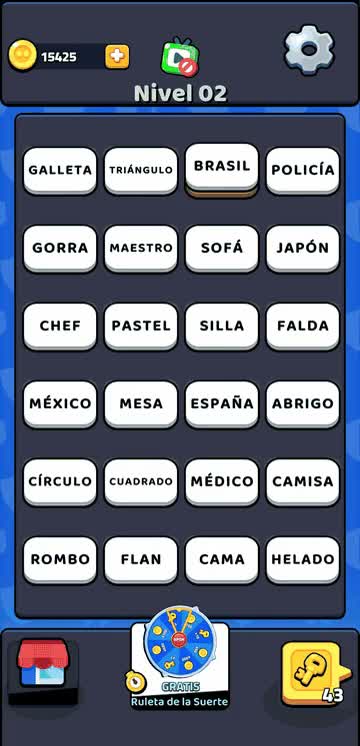 15425
Nivel 02
GALLETA TRIÁNGULO BRASIL POLICÍA
GORRA MAESTRO SOFÁ JAPÓN
CHEF PASTEL SILLA FALDA
MÉXICO MESA ESPAÑA ABRIGO
CÍRCULO CUADRADO MÉDICO CAMISA
ROMBO FLAN CAMA HELADO
SPIN
GRATIS
Ruleta de la Suerte
43